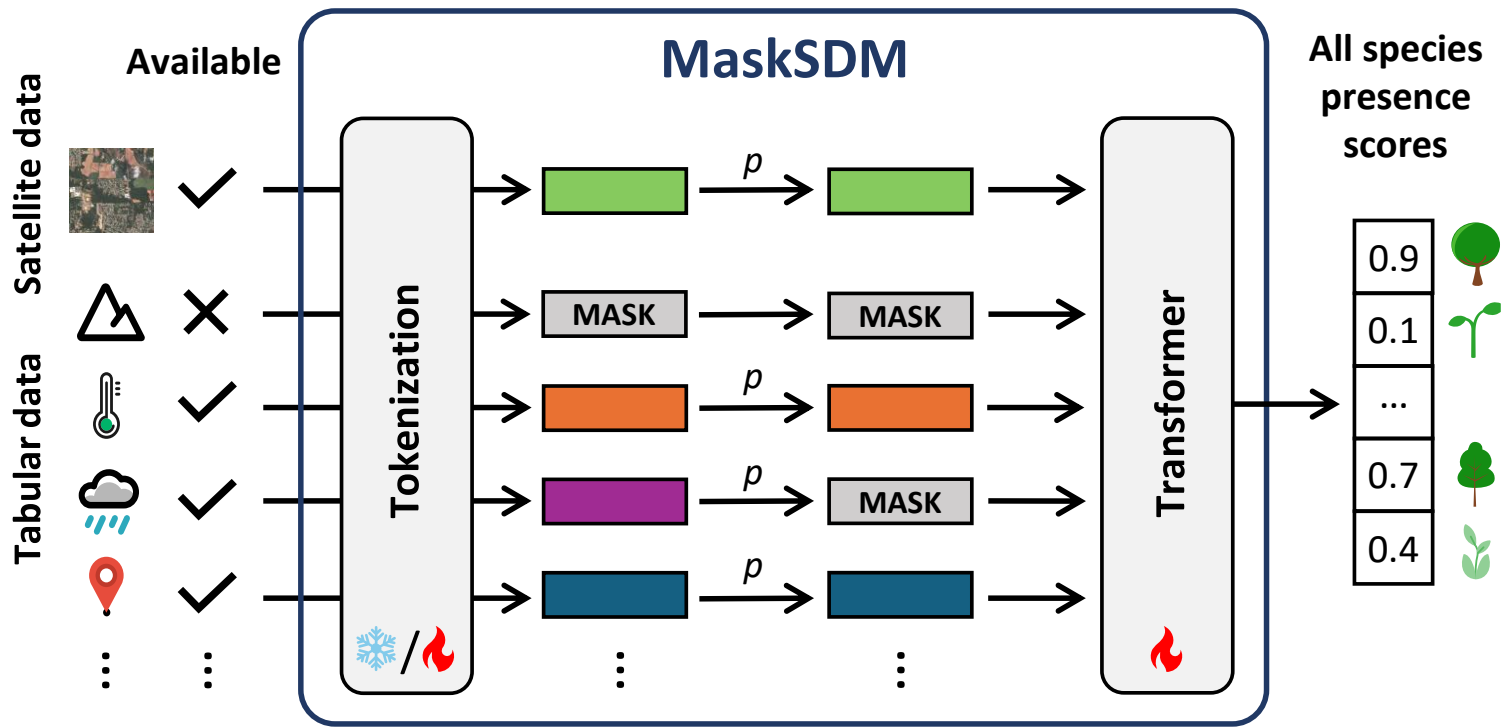 MaskSDM
Available
All species
presence
scores
Satellite data
Tabular data
Tokenization
p
MASK
MASK
p
p
MASK
p
Transformer
/
0.9
0.1
...
0.7
0.4